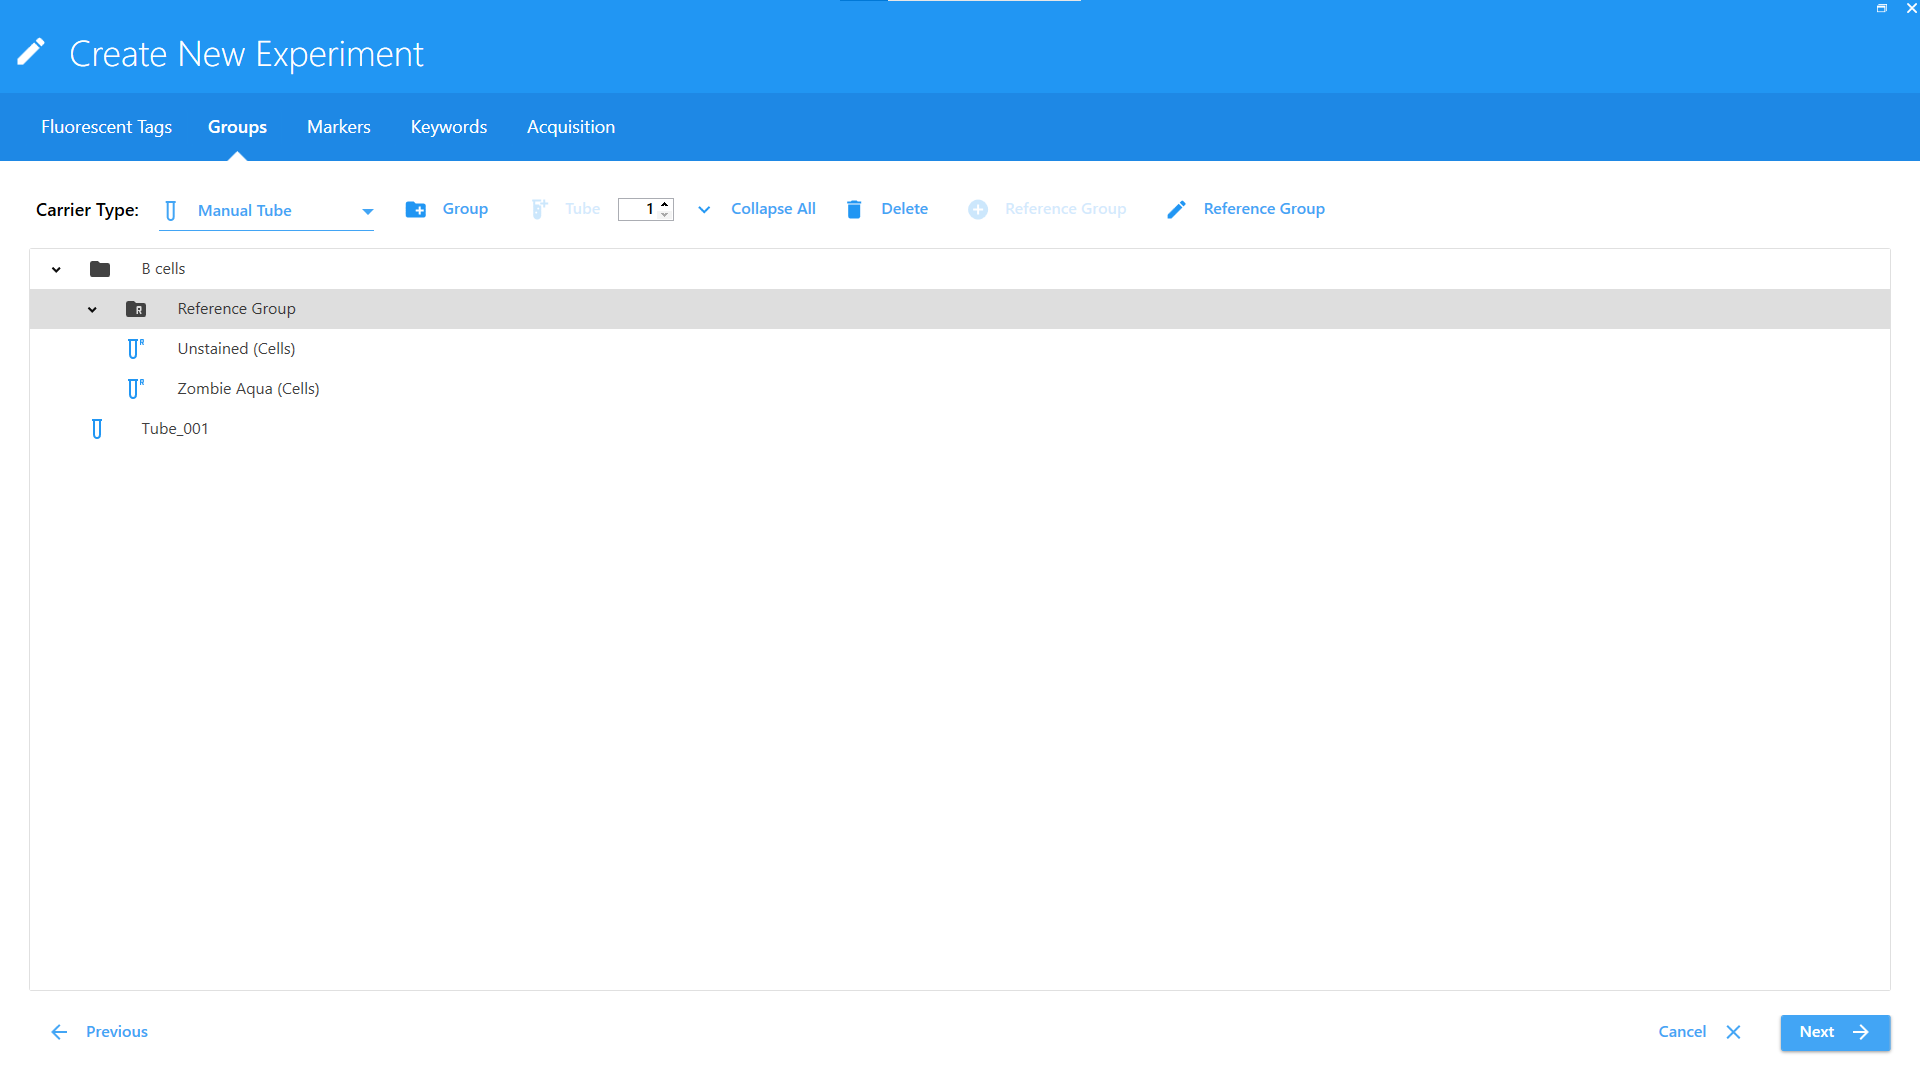 Create New Experiment
Fluorescent Tags Groups Markers Keywords Acquisition
Carrier Type: Manual Tube Group Tube 1 Collapse All Delete Reference Group Reference Group
B cells
R Reference Group
R Unstained (Cells)
R Zombie Aqua (Cells)
Tube_001
Previous Cancel Next